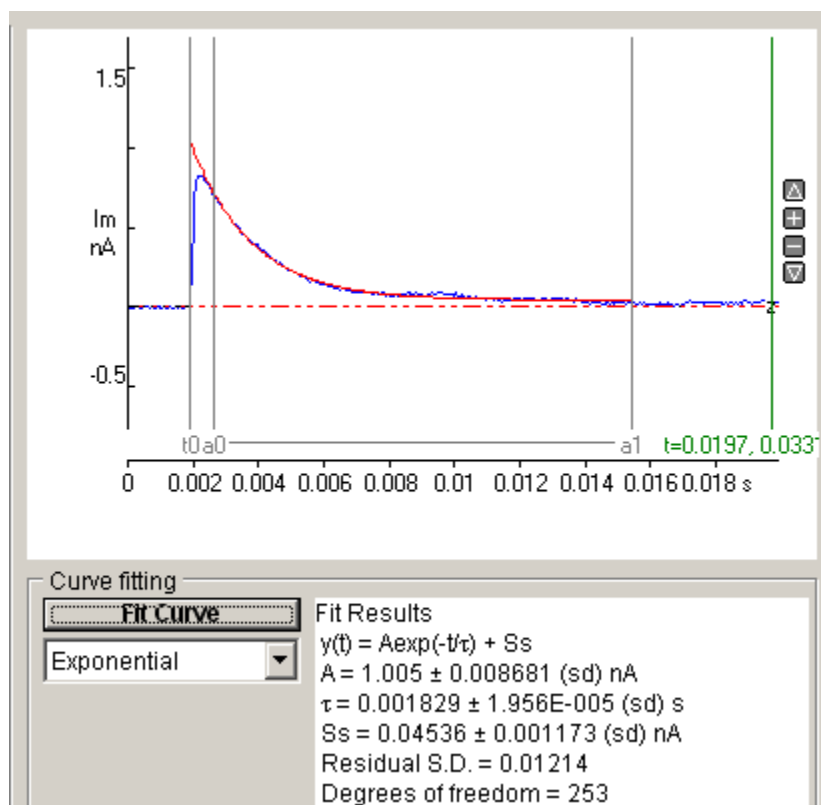 1.5
Im
nA
-0.5
t0 a0 a1 t=0.0197, 0.0331
z
0 0.002 0.004 0.006 0.008 0.01 0.012 0.014 0.016 0.018 s
Curve fitting
Fit Curve
Exponential
Fit Results
y(t) = Aexp(-t/τ) + Ss
A = 1.005 ± 0.008681 (sd) nA
τ = 0.001829 ± 1.956E-005 (sd) s
Ss = 0.04536 ± 0.001173 (sd) nA
Residual S.D. = 0.01214
Degrees of freedom = 253